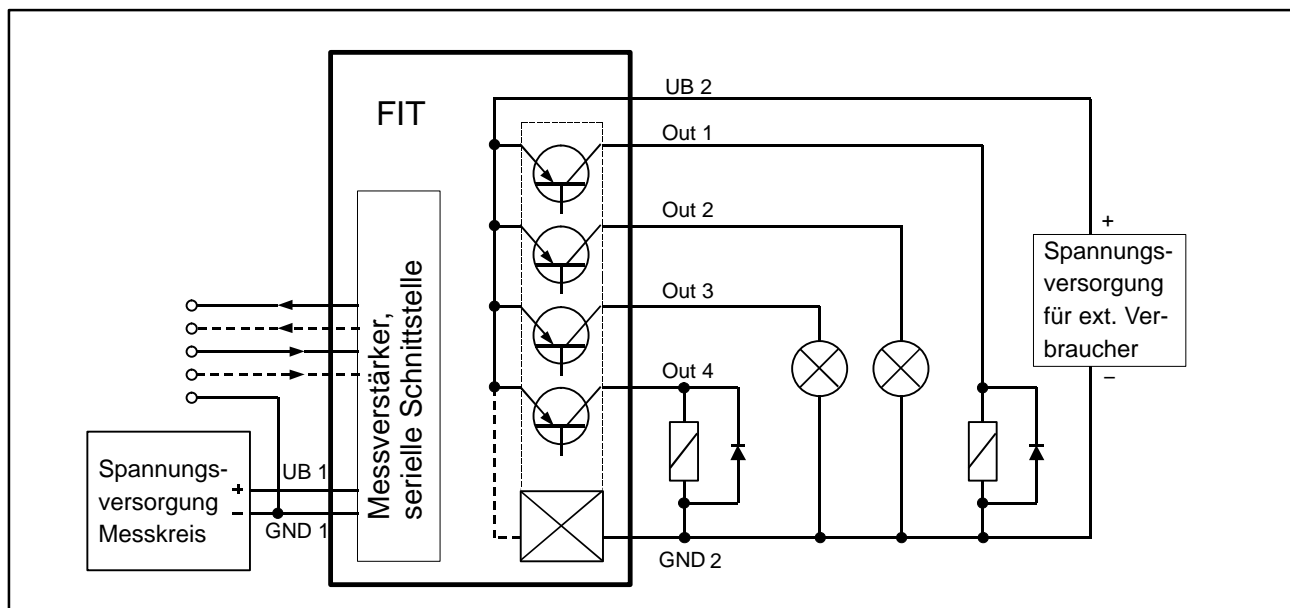 FIT
UB 2
Out 1
Out 2
Out 3
Out 4
GND 2
Messverstärker,
serielle Schnittstelle
Spannungs-
versorgung
Messkreis
+
−
UB 1
GND 1
+
Spannungs-
versorgung
für ext. Ver-
braucher
−